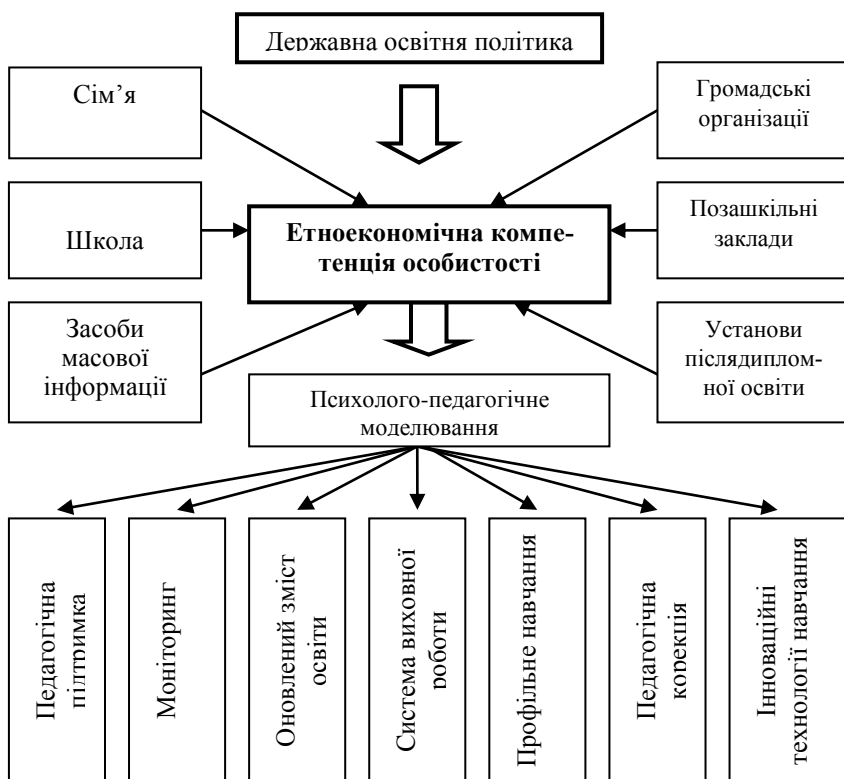 Державна освітня політика
Сім’я
Громадські
організації
Школа
Етноекономічна компе-
тенція особистості
Позашкільні
заклади
Засоби
масової
інформації
Установи
післядиплом-
ної освіти
Психолого-педагогічне
моделювання
Педагогічна
підтримка
Моніторинг
Оновлений зміст
освіти
Система виховної
роботи
Профільне навчання
Педагогічна
корекція
Інноваційні
технології навчання